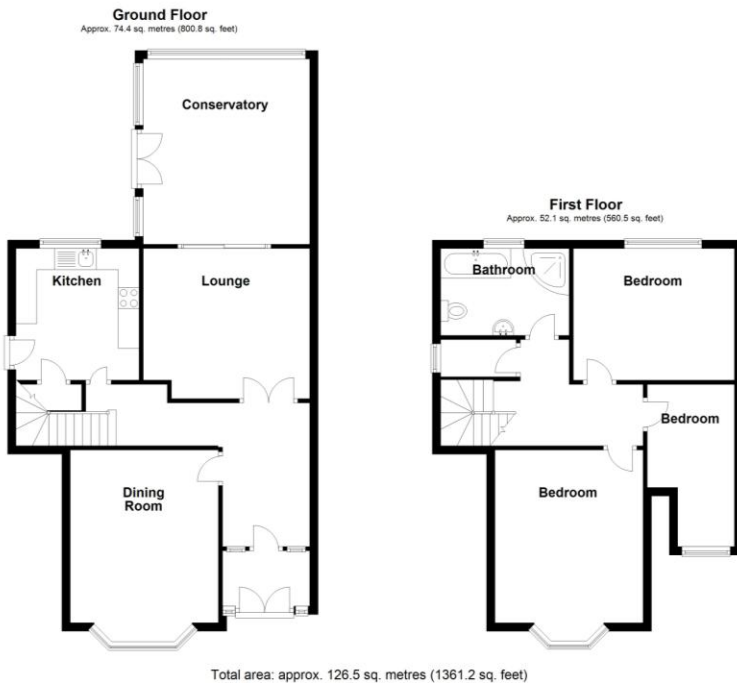 Ground Floor
Approx. 74.4 sq. metres (800.8 sq. feet)
Conservatory
Kitchen
Lounge
Dining
Room
First Floor
Approx. 52.1 sq. metres (560.5 sq. feet)
Bathroom
Bedroom
Bedroom
Bedroom
Total area: approx. 126.5 sq. metres (1361.2 sq. feet)